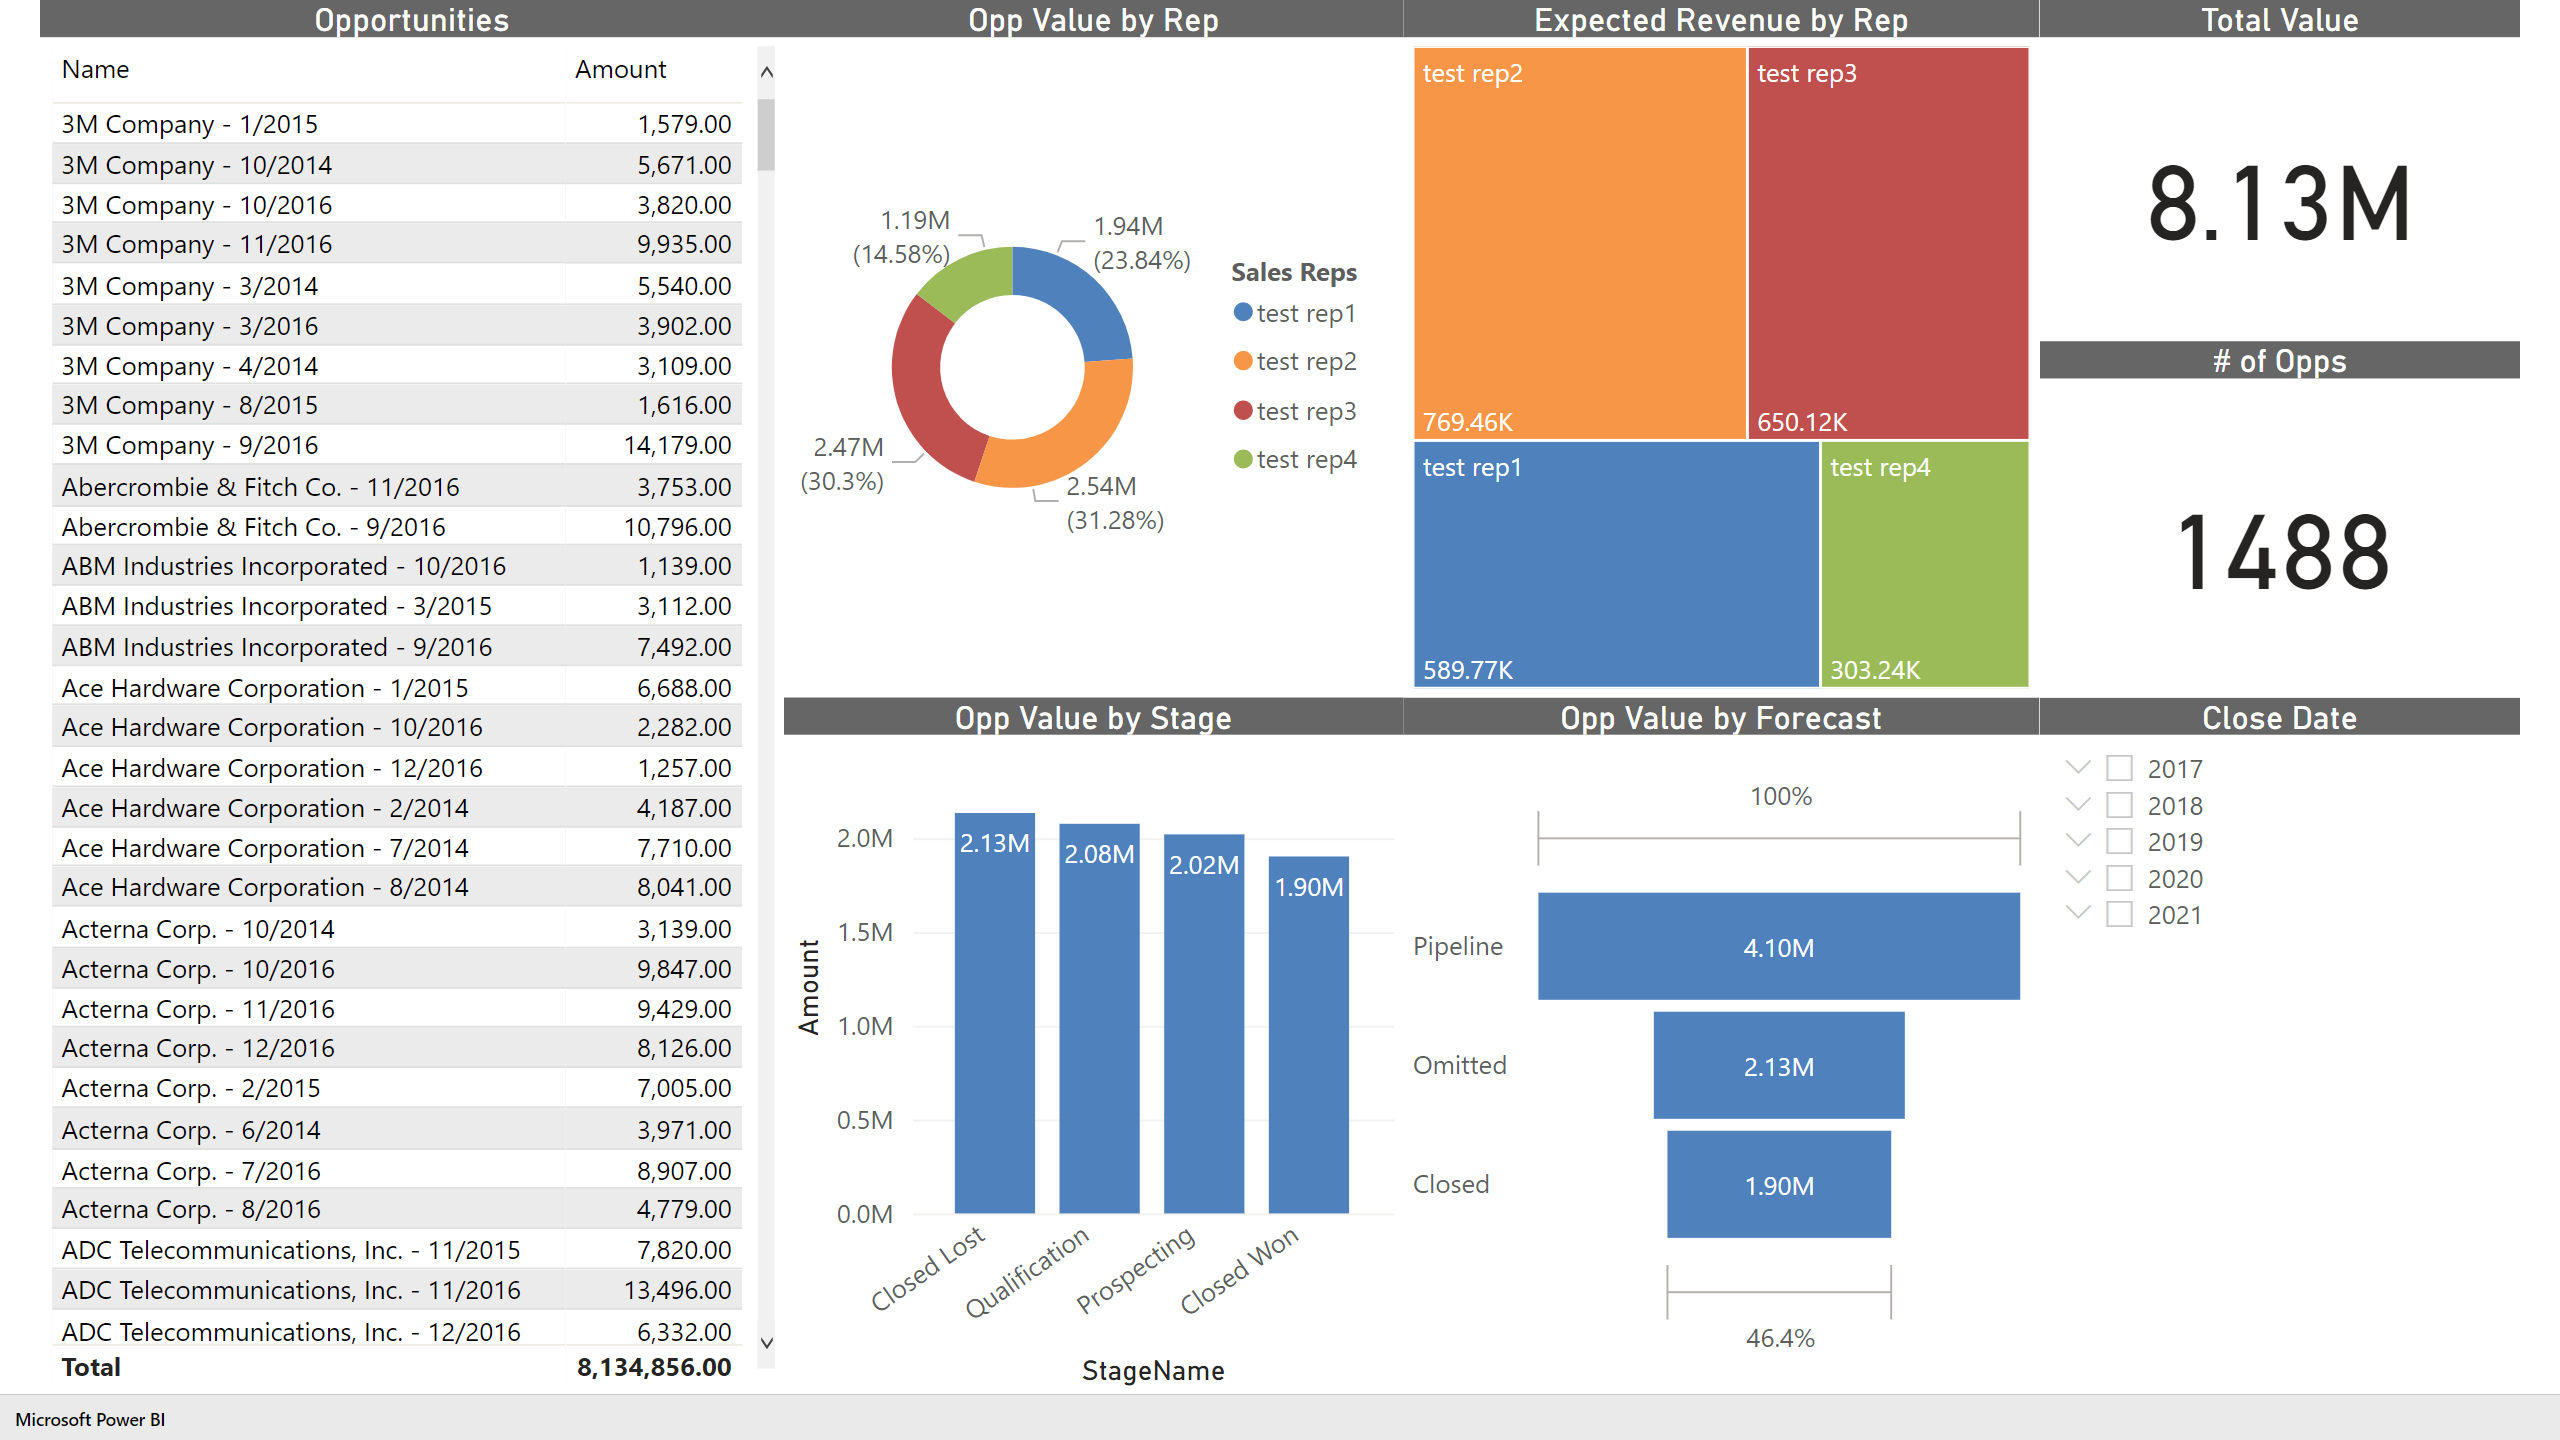 Opportunities
Name Amount
3M Company - 1/2015 1,579.00
3M Company - 10/2014 5,671.00
3M Company - 10/2016 3,820.00
3M Company - 11/2016 9,935.00
3M Company - 3/2014 5,540.00
3M Company - 3/2016 3,902.00
3M Company - 4/2014 3,109.00
3M Company - 8/2015 1,616.00
3M Company - 9/2016 14,179.00
Abercrombie & Fitch Co. - 11/2016 3,753.00
Abercrombie & Fitch Co. - 9/2016 10,796.00
ABM Industries Incorporated - 10/2016 1,139.00
ABM Industries Incorporated - 3/2015 3,112.00
ABM Industries Incorporated - 9/2016 7,492.00
Ace Hardware Corporation - 1/2015 6,688.00
Ace Hardware Corporation - 10/2016 2,282.00
Ace Hardware Corporation - 12/2016 1,257.00
Ace Hardware Corporation - 2/2014 4,187.00
Ace Hardware Corporation - 7/2014 7,710.00
Ace Hardware Corporation - 8/2014 8,041.00
Acterna Corp. - 10/2014 3,139.00
Acterna Corp. - 10/2016 9,847.00
Acterna Corp. - 11/2016 9,429.00
Acterna Corp. - 12/2016 8,126.00
Acterna Corp. - 2/2015 7,005.00
Acterna Corp. - 6/2014 3,971.00
Acterna Corp. - 7/2016 8,907.00
Acterna Corp. - 8/2016 4,779.00
ADC Telecommunications, Inc. - 11/2015 7,820.00
ADC Telecommunications, Inc. - 11/2016 13,496.00
ADC Telecommunications, Inc. - 12/2016 6,332.00
Total 8,134,856.00
Opp Value by Rep
1.19M
(14.58%)
1.94M
(23.84%)
2.47M
(30.3%)
2.54M
(31.28%)
Sales Reps
test rep1
test rep2
test rep3
test rep4
Expected Revenue by Rep
test rep2
769.46K
test rep3
650.12K
test rep1
589.77K
test rep4
303.24K
Total Value
8.13M
# of Opps
1488
Opp Value by Stage
Amount
2.0M
1.5M
1.0M
0.5M
0.0M
2.13M
2.08M
2.02M
1.90M
Closed Lost
Qualification
Prospecting
Closed Won
StageName
Opp Value by Forecast
100%
Pipeline 4.10M
Omitted 2.13M
Closed 1.90M
46.4%
Close Date
2017
2018
2019
2020
2021
Microsoft Power BI